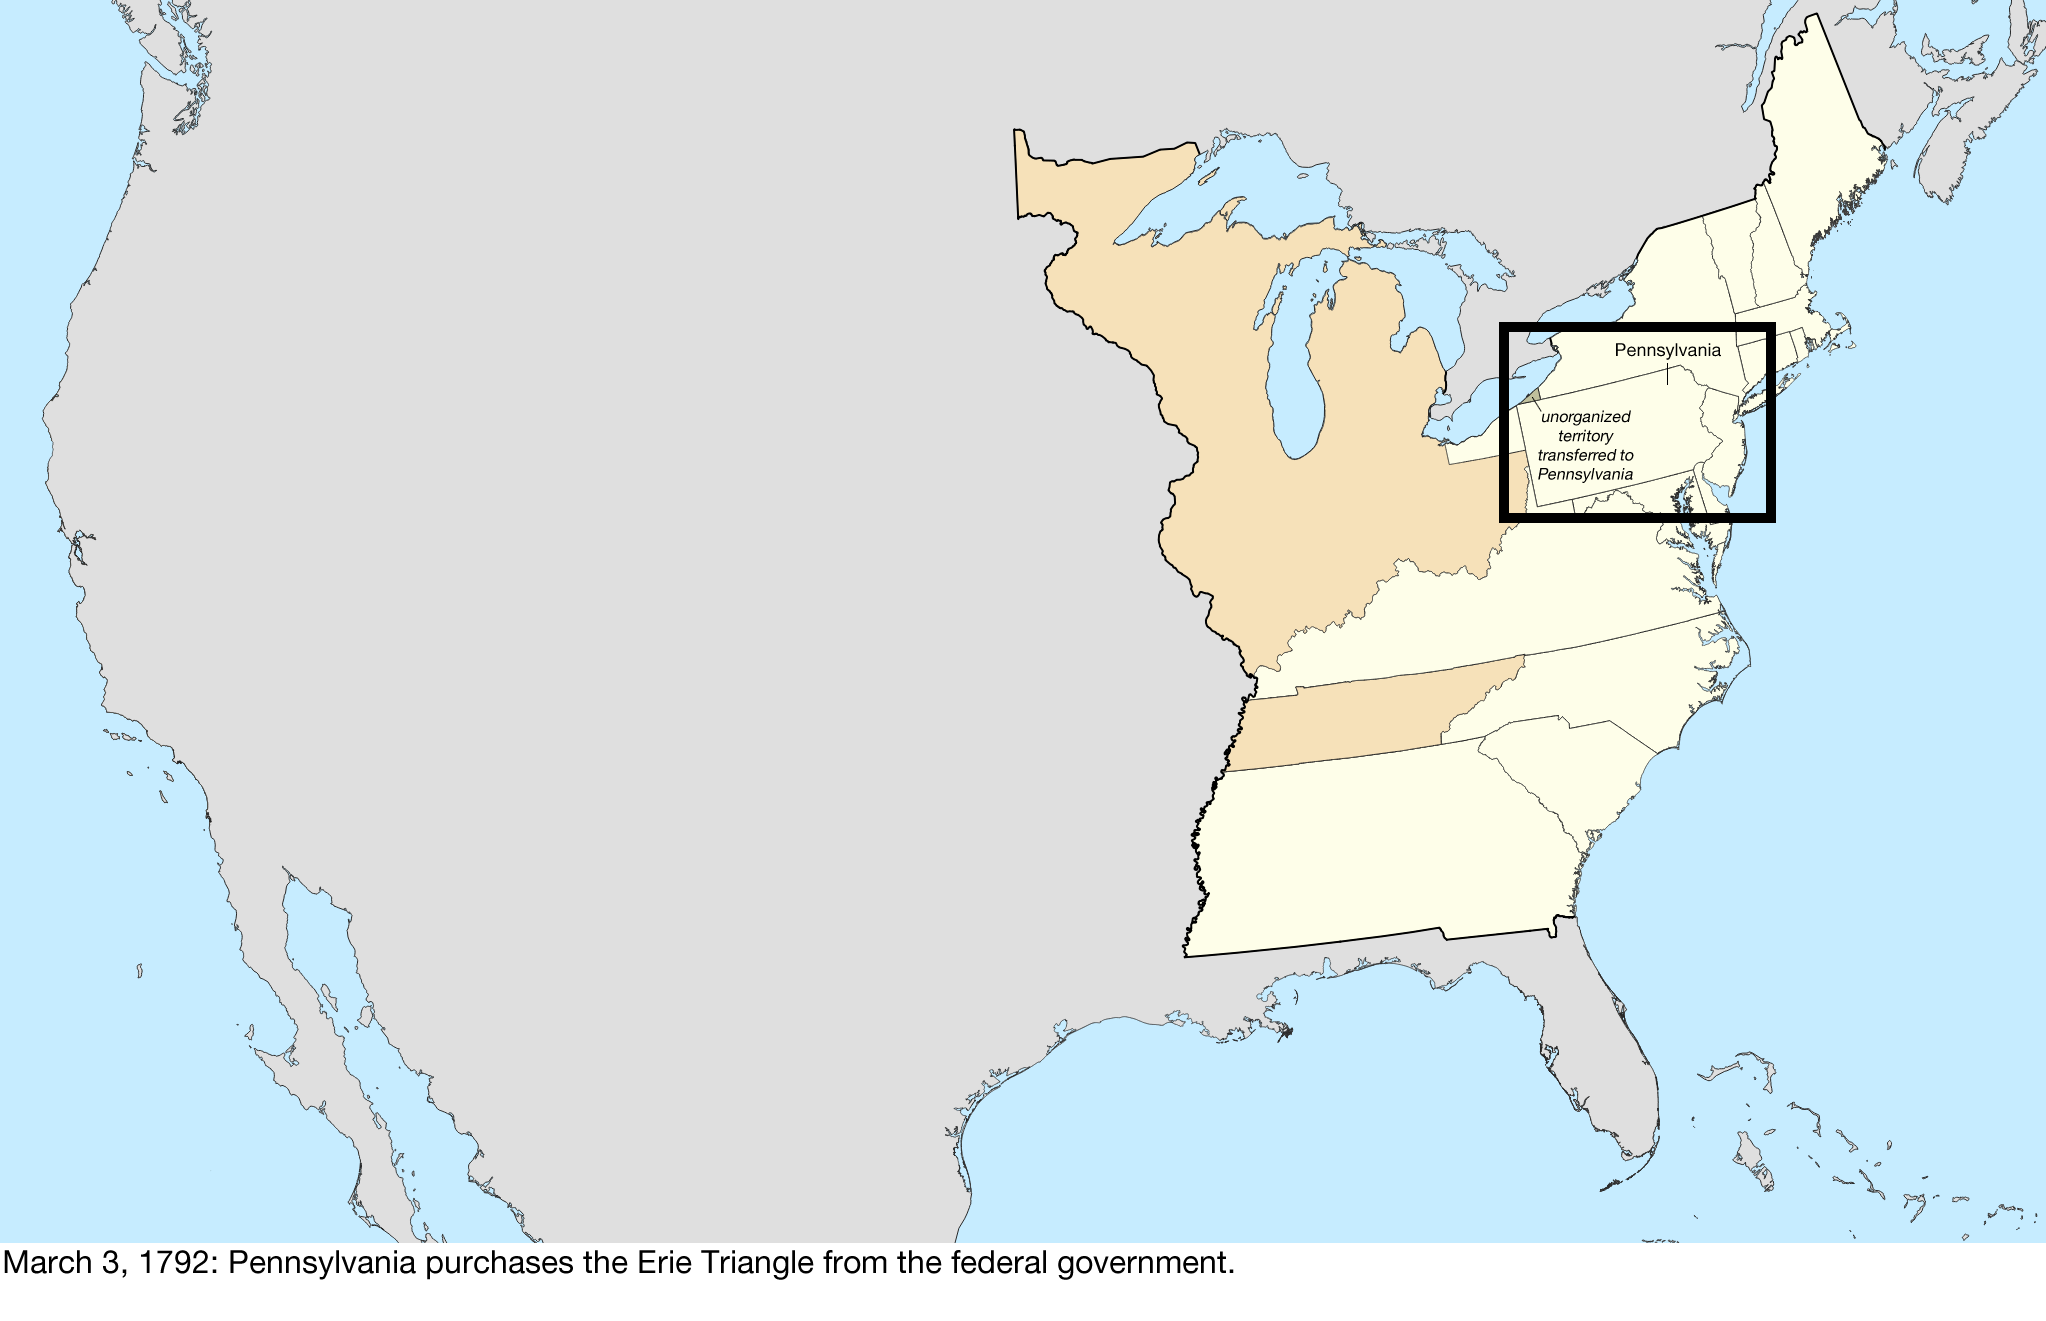 Pennsylvania
unorganized
territory
transferred to
Pennsylvania
March 3, 1792: Pennsylvania purchases the Erie Triangle from the federal government.